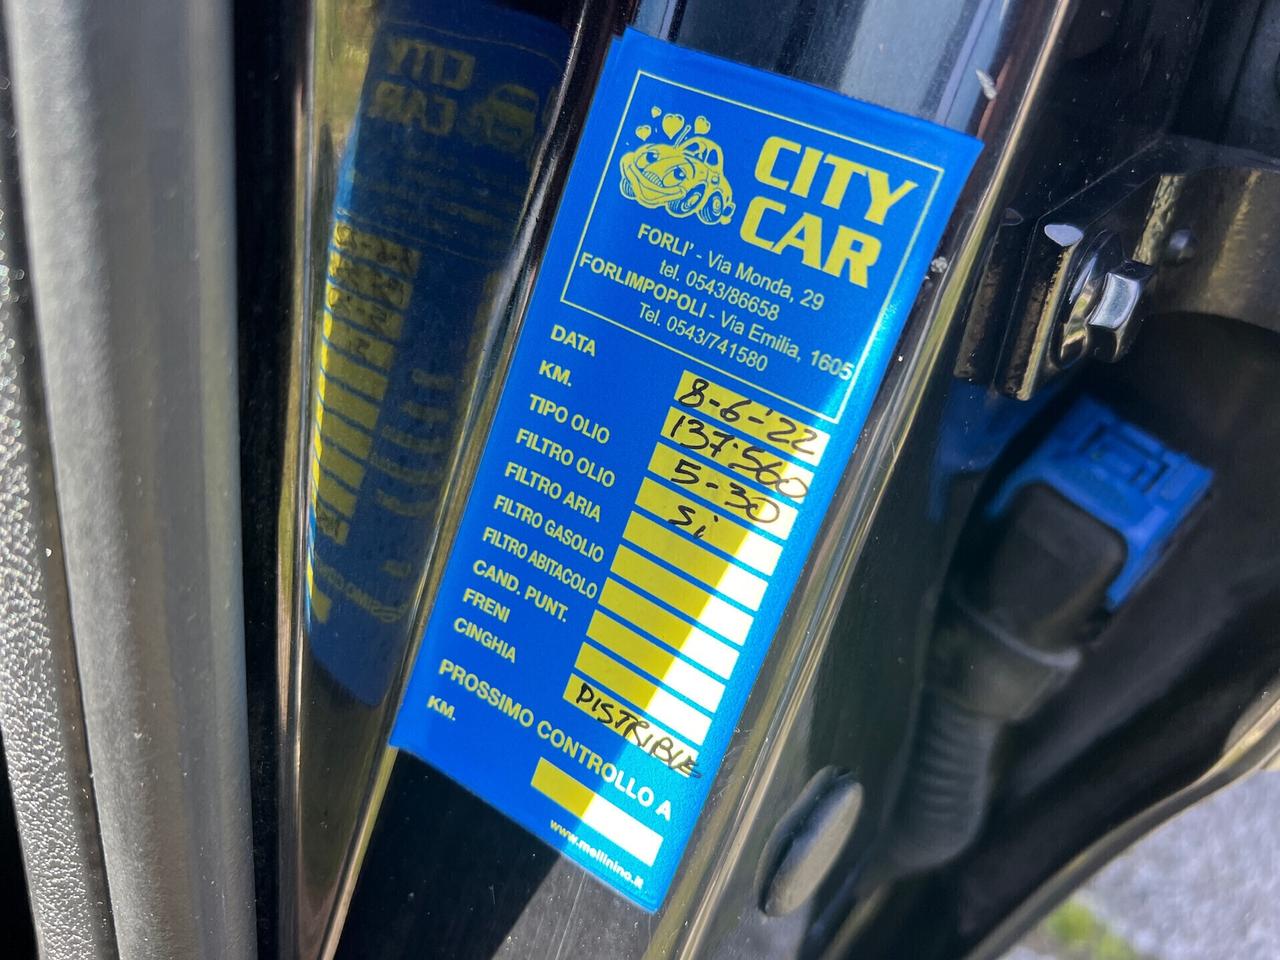 CITY
CAR
FORLI' - Via Monda, 29
tel. 0543/86658
FORLIMPOPOLI - Via Emilia, 1605
Tel. 0543/741580
DATA 8-6-'22
KM. 137.560
TIPO OLIO 5-30
FILTRO OLIO si
FILTRO ARIA
FILTRO GASOLIO
FILTRO ABITACOLO
CAND. PUNT.
FRENI
CINGHIA DISTRIBUZ
PROSSIMO CONTROLLO A
KM.
www.mellinino.it